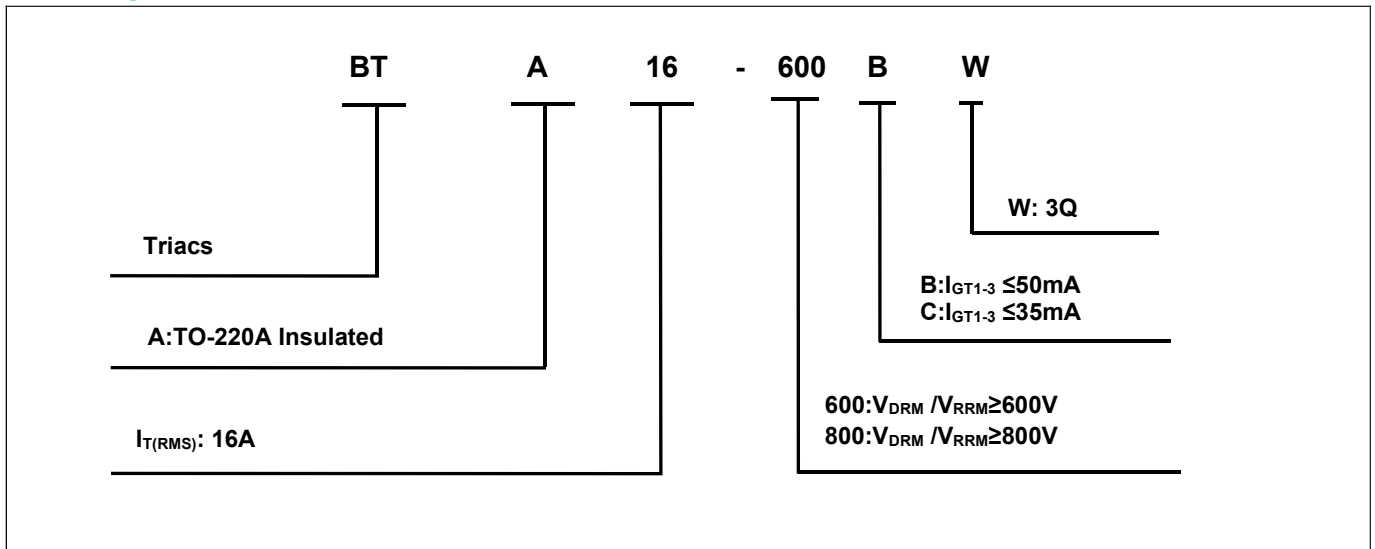 BT A 16 - 600 B W
W: 3Q
Triacs
B:IGT1-3 ≤50mA
C:IGT1-3 ≤35mA
A:TO-220A Insulated
600:VDRM /VRRM≥600V
800:VDRM /VRRM≥800V
IT(RMS): 16A